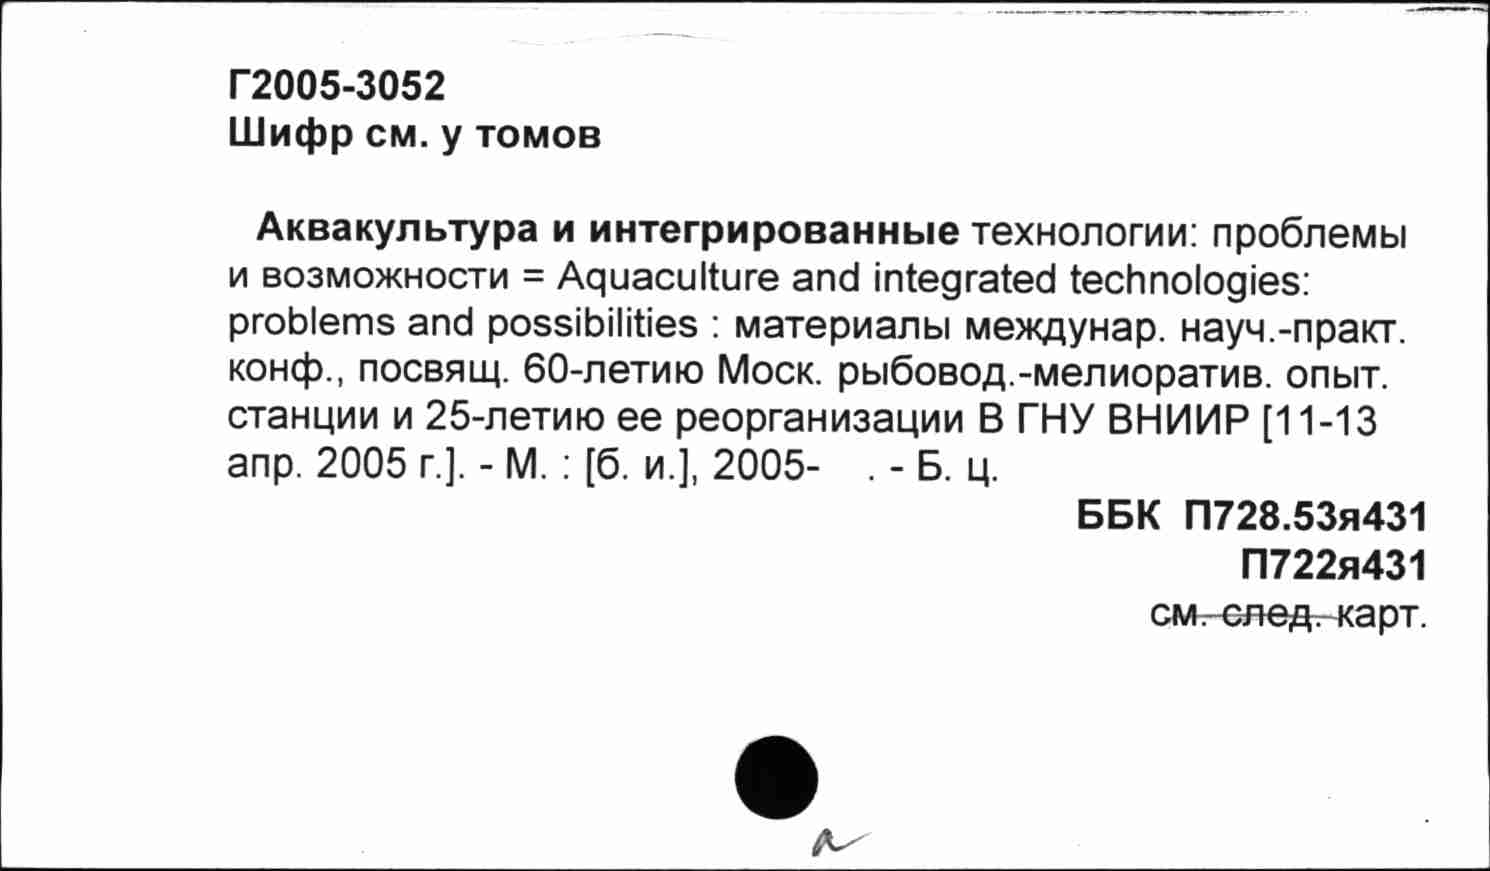 Г2005-3052
Шифр см. у томов
Аквакультура и интегрированные технологии: проблемы
и возможности = Aquaculture and integrated technologies:
problems and possibilities : материалы междунар. науч.-практ.
конф., посвящ. 60-летию Моск. рыбовод.-мелиоратив. опыт.
станции и 25-летию ее реорганизации В ГНУ ВНИИР [11-13
апр. 2005 г.]. - М. : [б. и.], 2005-    . - Б. ц.
ББК П728.53я431
П722я431
см. след. карт.
а